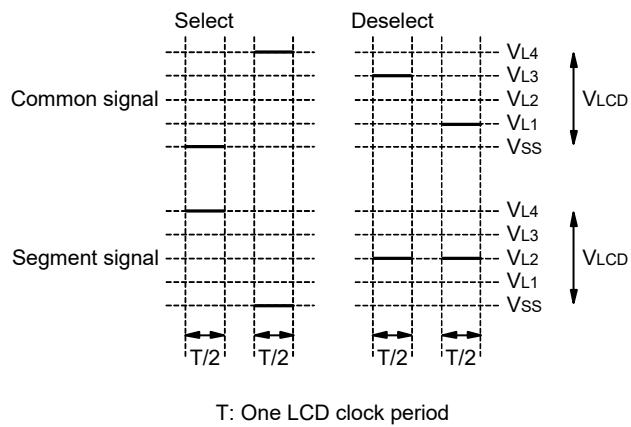 Select Deselect
VL4
VL3
Common signal VL2 VLCD
VL1
VSS
VL4
VL3
Segment signal VL2 VLCD
VL1
VSS
T/2 T/2 T/2 T/2
T: One LCD clock period